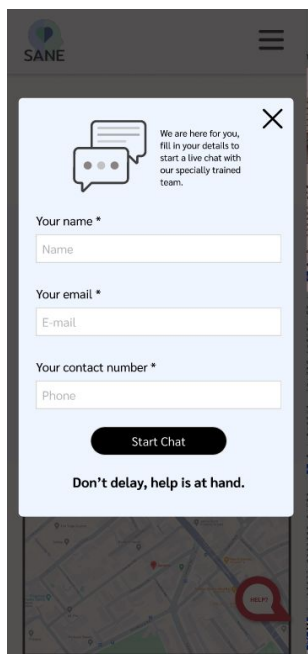 SANE
We are here for you,
fill in your details to
start a live chat with
our specially trained
team.
Your name *
Name
Your email *
E-mail
Your contact number *
Phone
Start Chat
Don’t delay, help is at hand.
HELP?